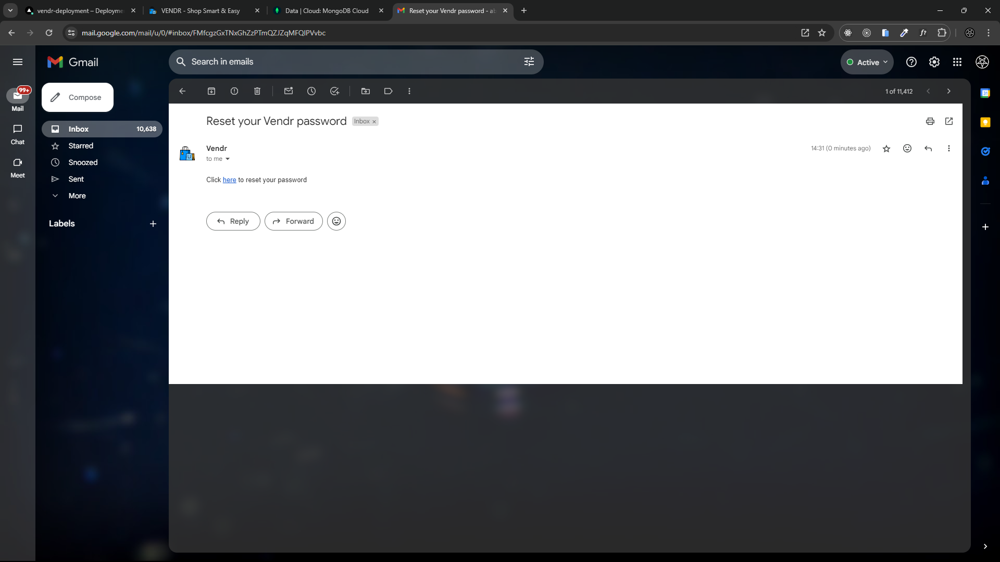 vendr-deployment – Deployme
VENDR - Shop Smart & Easy
Data | Cloud: MongoDB Cloud
Reset your Vendr password - ab
mail.google.com/mail/u/0/#inbox/FMfcgzGxTNxGhZzPTmQZJZqMFQlPVvbc
f?
Gmail
Search in emails
Active
99+
Mail
Compose
1 of 11,412
31
Inbox 10,638
Reset your Vendr password
Inbox ×
Chat
Starred
Vendr
14:31 (0 minutes ago)
to me
Snoozed
Meet
Sent
Click here to reset your password
More
Labels
Reply
Forward